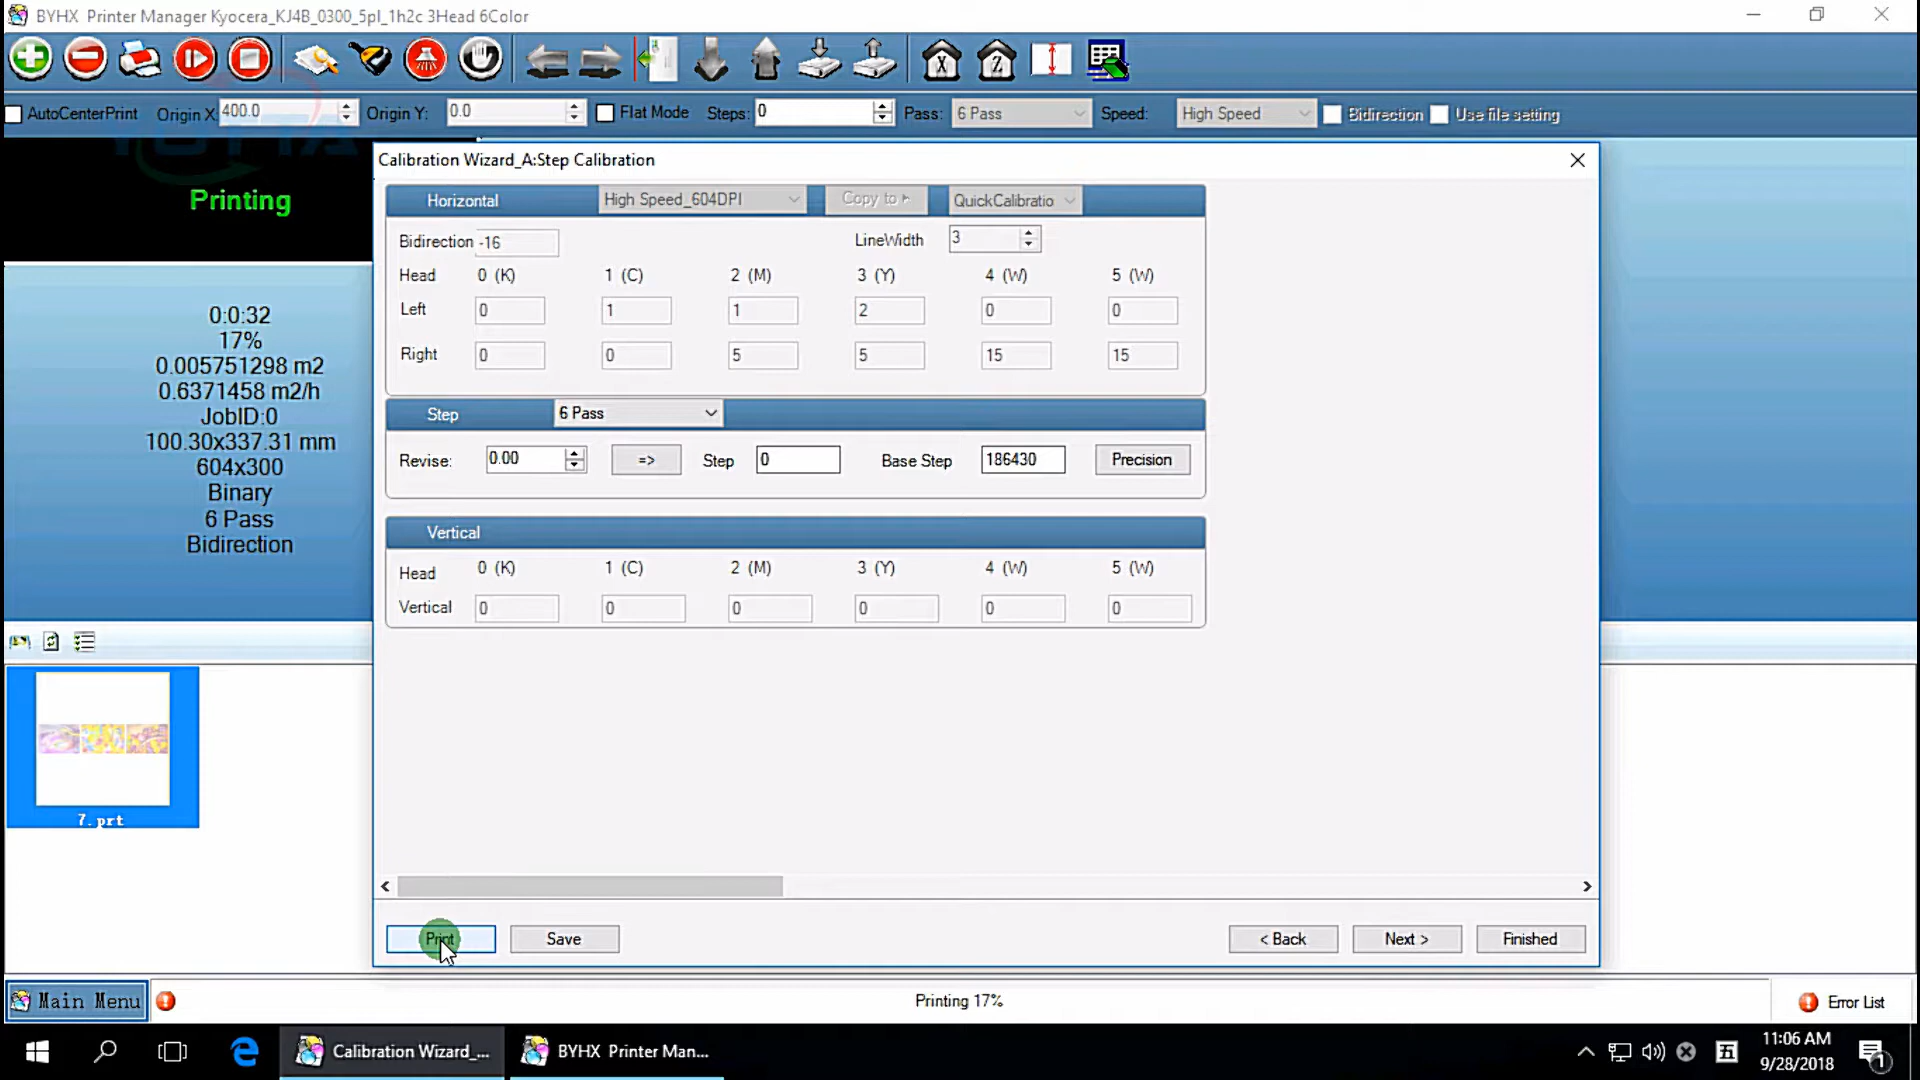 BYHX Printer Manager Kyocera_KJ4B_0300_5pl_1h2c 3Head 6Color
AutoCenterPrint Origin X: 400.0 Origin Y: 0.0 Flat Mode Steps: 0 Pass: 6 Pass Speed: High Speed Bidirection Use file setting
Printing
0:0:32
17%
0.005751298 m2
0.6371458 m2/h
JobID:0
100.30x337.31 mm
604x300
Binary
6 Pass
Bidirection
7.prt
Calibration Wizard_A:Step Calibration
Horizontal High Speed_604DPI Copy to QuickCalibratio
Bidirection -16 LineWidth 3
Head 0 (K) 1 (C) 2 (M) 3 (Y) 4 (W) 5 (W)
Left 0 1 1 2 0 0
Right 0 0 5 5 15 15
Step 6 Pass
Revise: 0.00 => Step 0 Base Step 186430 Precision
Vertical
Head 0 (K) 1 (C) 2 (M) 3 (Y) 4 (W) 5 (W)
Vertical 0 0 0 0 0 0
Print Save < Back Next > Finished
Main Menu Printing 17% Error List
Calibration Wizard_... BYHX Printer Man... 五 11:06 AM
9/28/2018 1